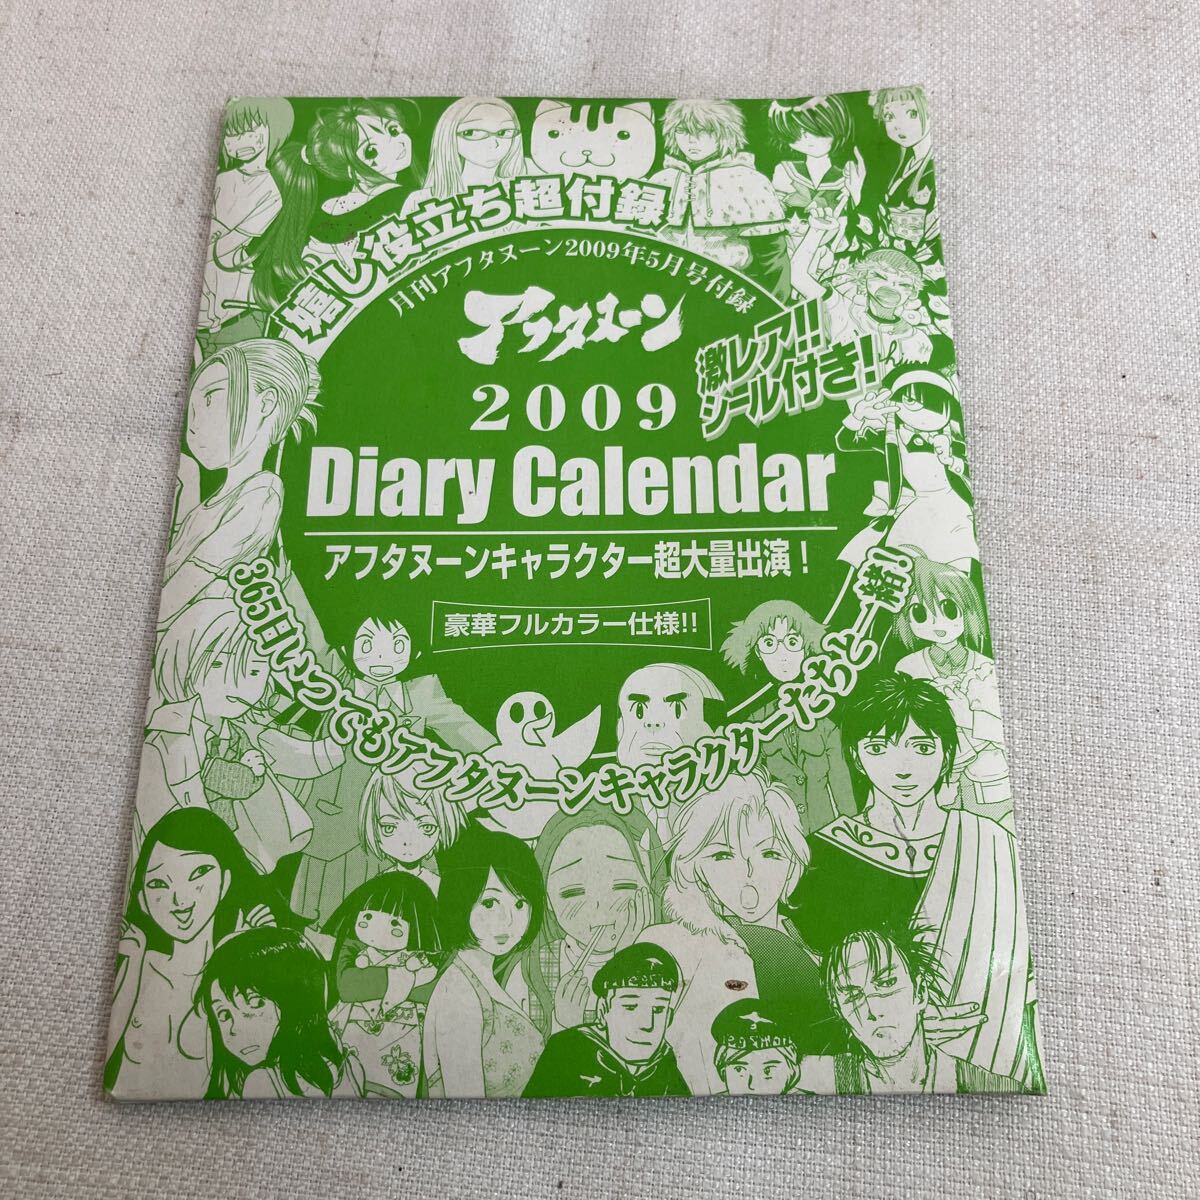 嬉し役立ち超付録
月刊アフタヌーン2009年5月号付録
アフタヌーン
激レア!!
シール付き!
2009
Diary Calendar
アフタヌーンキャラクター超大量出演!
豪華フルカラー仕様!!
365日いつでもアフタヌーンキャラクターたちと一緒!